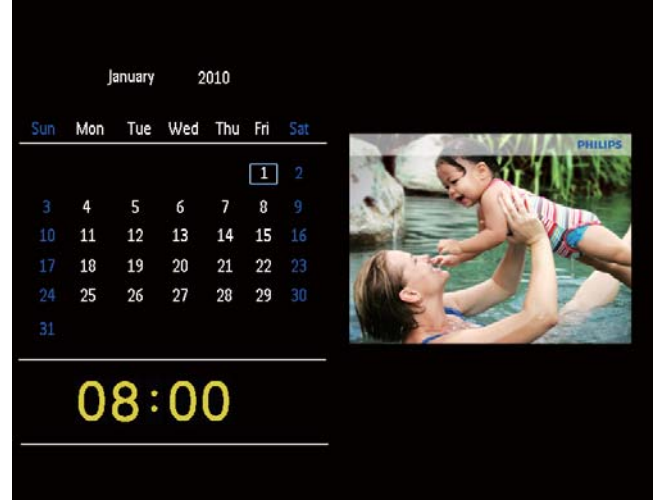 January 2010
Sun Mon Tue Wed Thu Fri Sat
1 2
3 4 5 6 7 8 9
10 11 12 13 14 15 16
17 18 19 20 21 22 23
24 25 26 27 28 29 30
31
08:00
PHILIPS